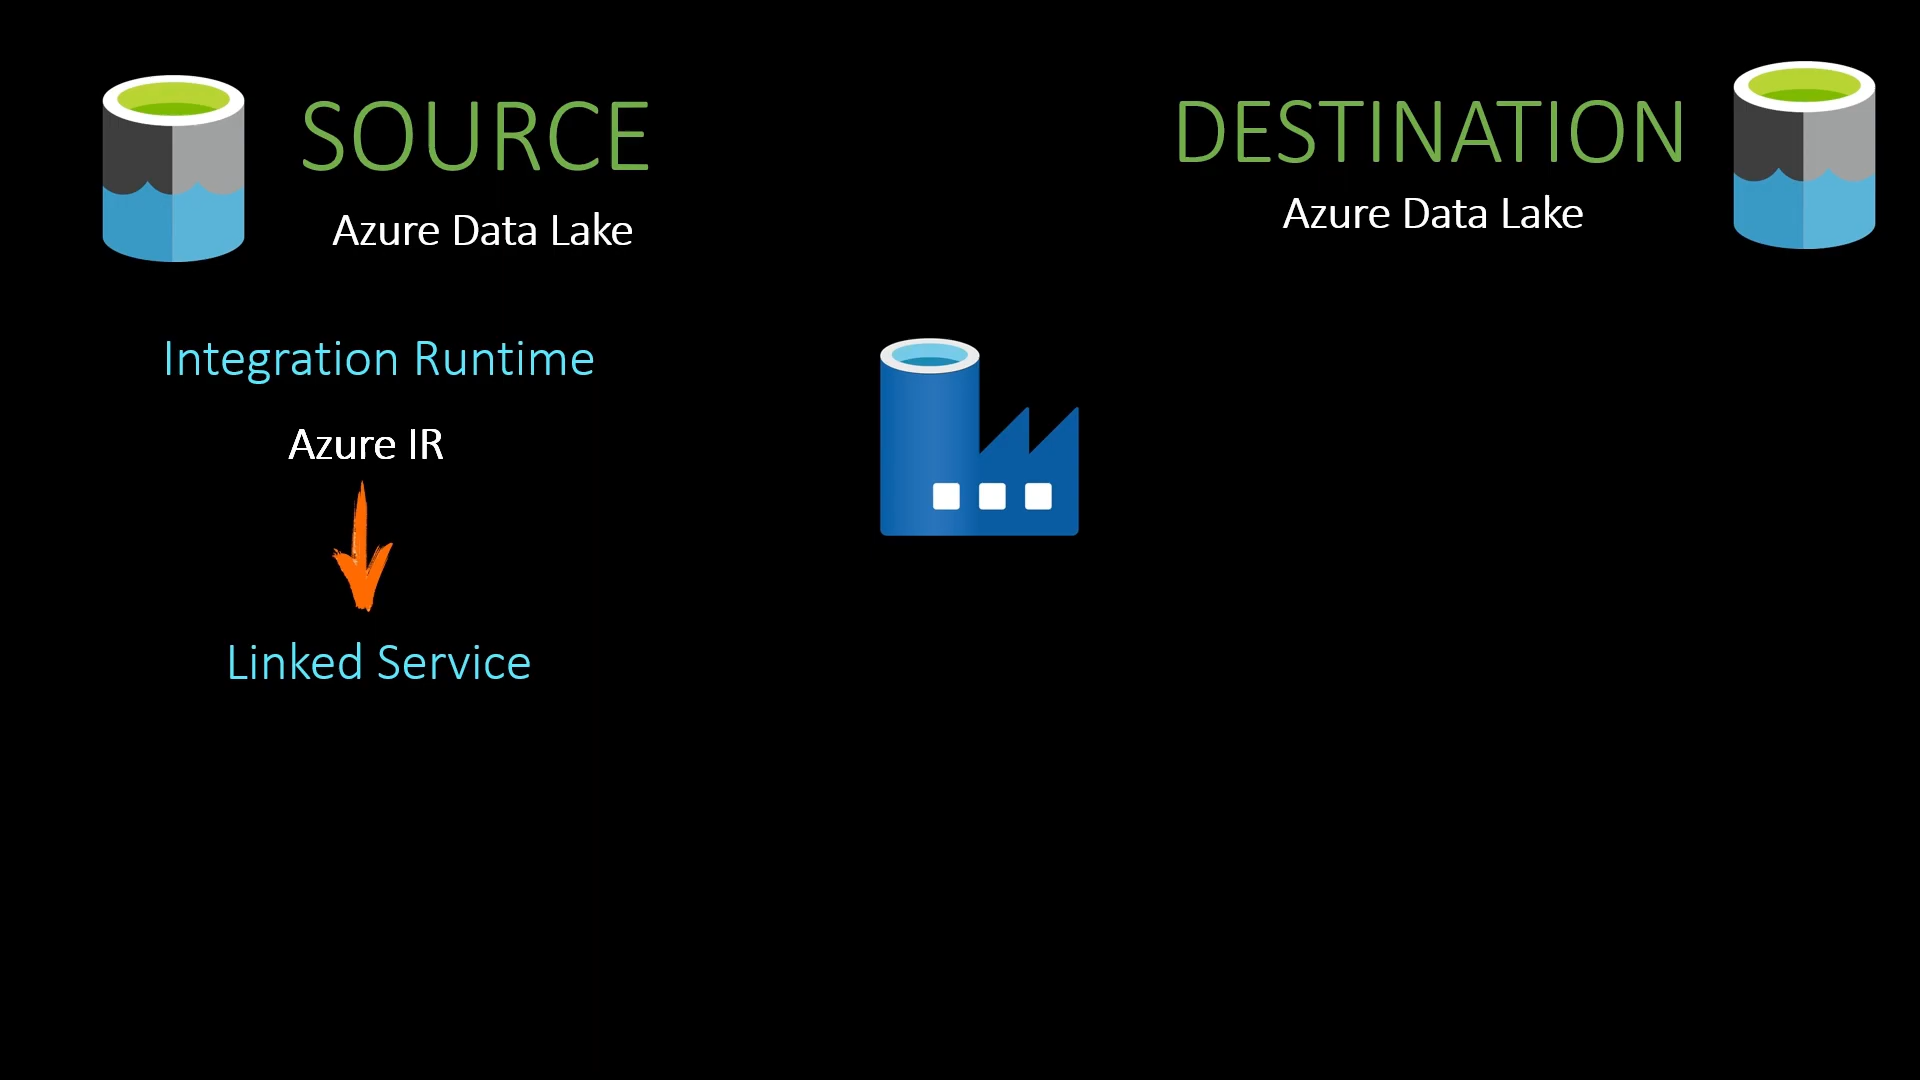 SOURCE
Azure Data Lake
DESTINATION
Azure Data Lake
Integration Runtime
Azure IR
Linked Service